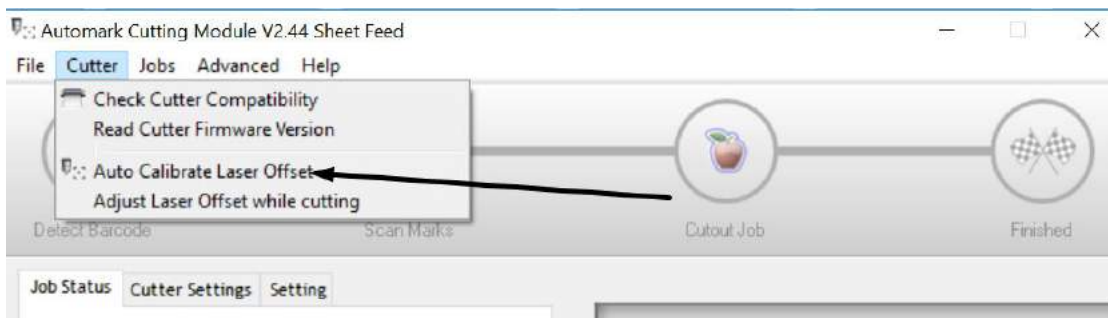 Automark Cutting Module V2.44 Sheet Feed
File Cutter Jobs Advanced Help
Check Cutter Compatibility
Read Cutter Firmware Version
Auto Calibrate Laser Offset
Adjust Laser Offset while cutting
Detect Barcode Scan Marks Cutout Job Finished
Job Status Cutter Settings Setting